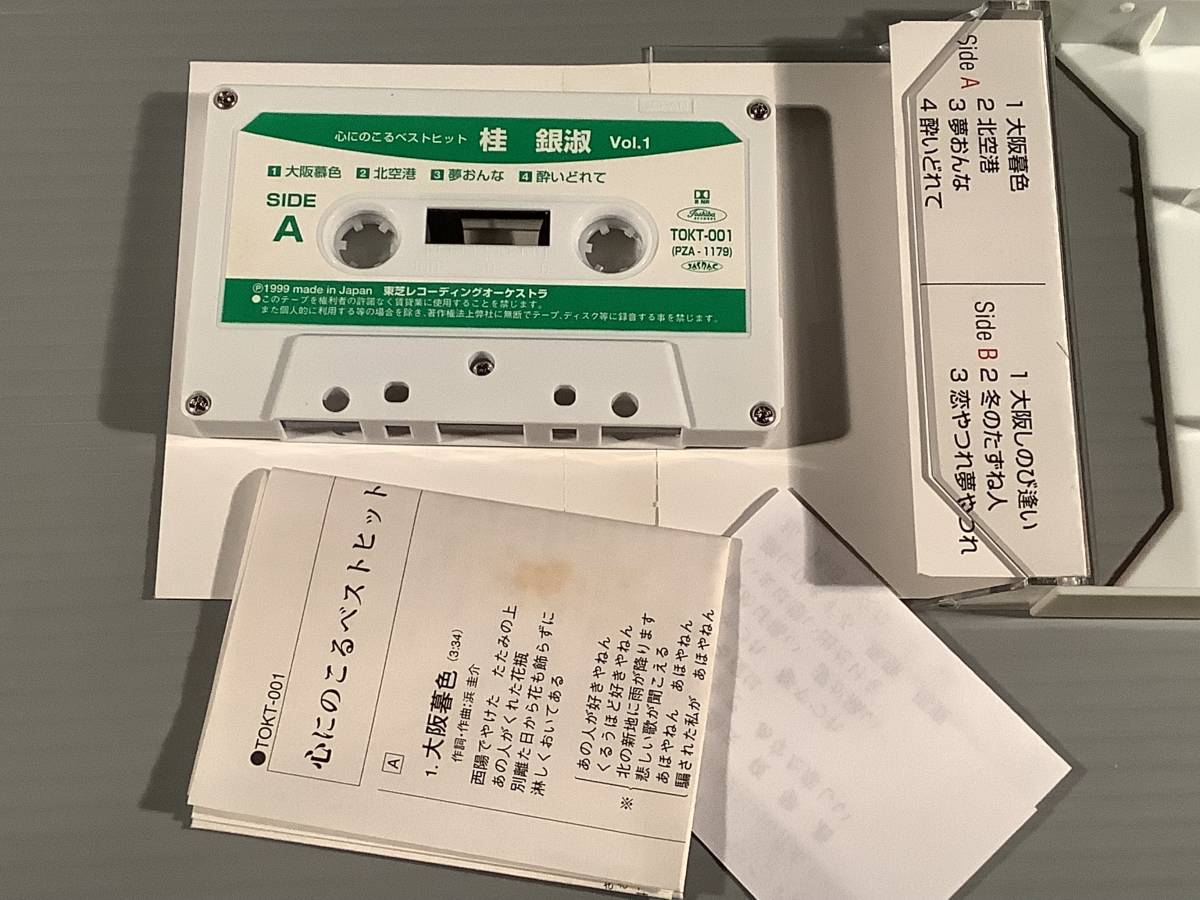 心にのこるベストヒット 桂 銀淑 Vol.1
1 大阪暮色 2 北空港 3 夢おんな 4 酔いどれて
SIDE
A
B NR
Toshiba
RECORDS
TOKT-001
(PZA-1179)
JASRAC
Ⓟ1999 made in Japan 東芝レコーディングオーケストラ
●このテープを権利者の許諾なく賃貸業に使用することを禁じます。
また個人的に利用する等の場合を除き、著作権法上弊社に無断でテープ、ディスク等に録音する事を禁じます。
Side A
1 大阪暮色
2 北空港
3 夢おんな
4 酔いどれて
Side B
1 大阪しのび逢い
2 冬のたずね人
3 恋やつれ夢やつれ
●TOKT-001
心にのこるベストヒット
A
1. 大阪暮色 (3:34)
作詞・作曲:浜 圭介
西陽でやけた たたみの上
あの人がくれた花瓶
別離た日から花も飾らずに
淋しくおいてある
※
あの人が好きやねん
くるうほど好きやねん
北の新地に雨が降ります
悲しい歌が聞こえる
あほやねん あほやねん
騙された私が あほやねん